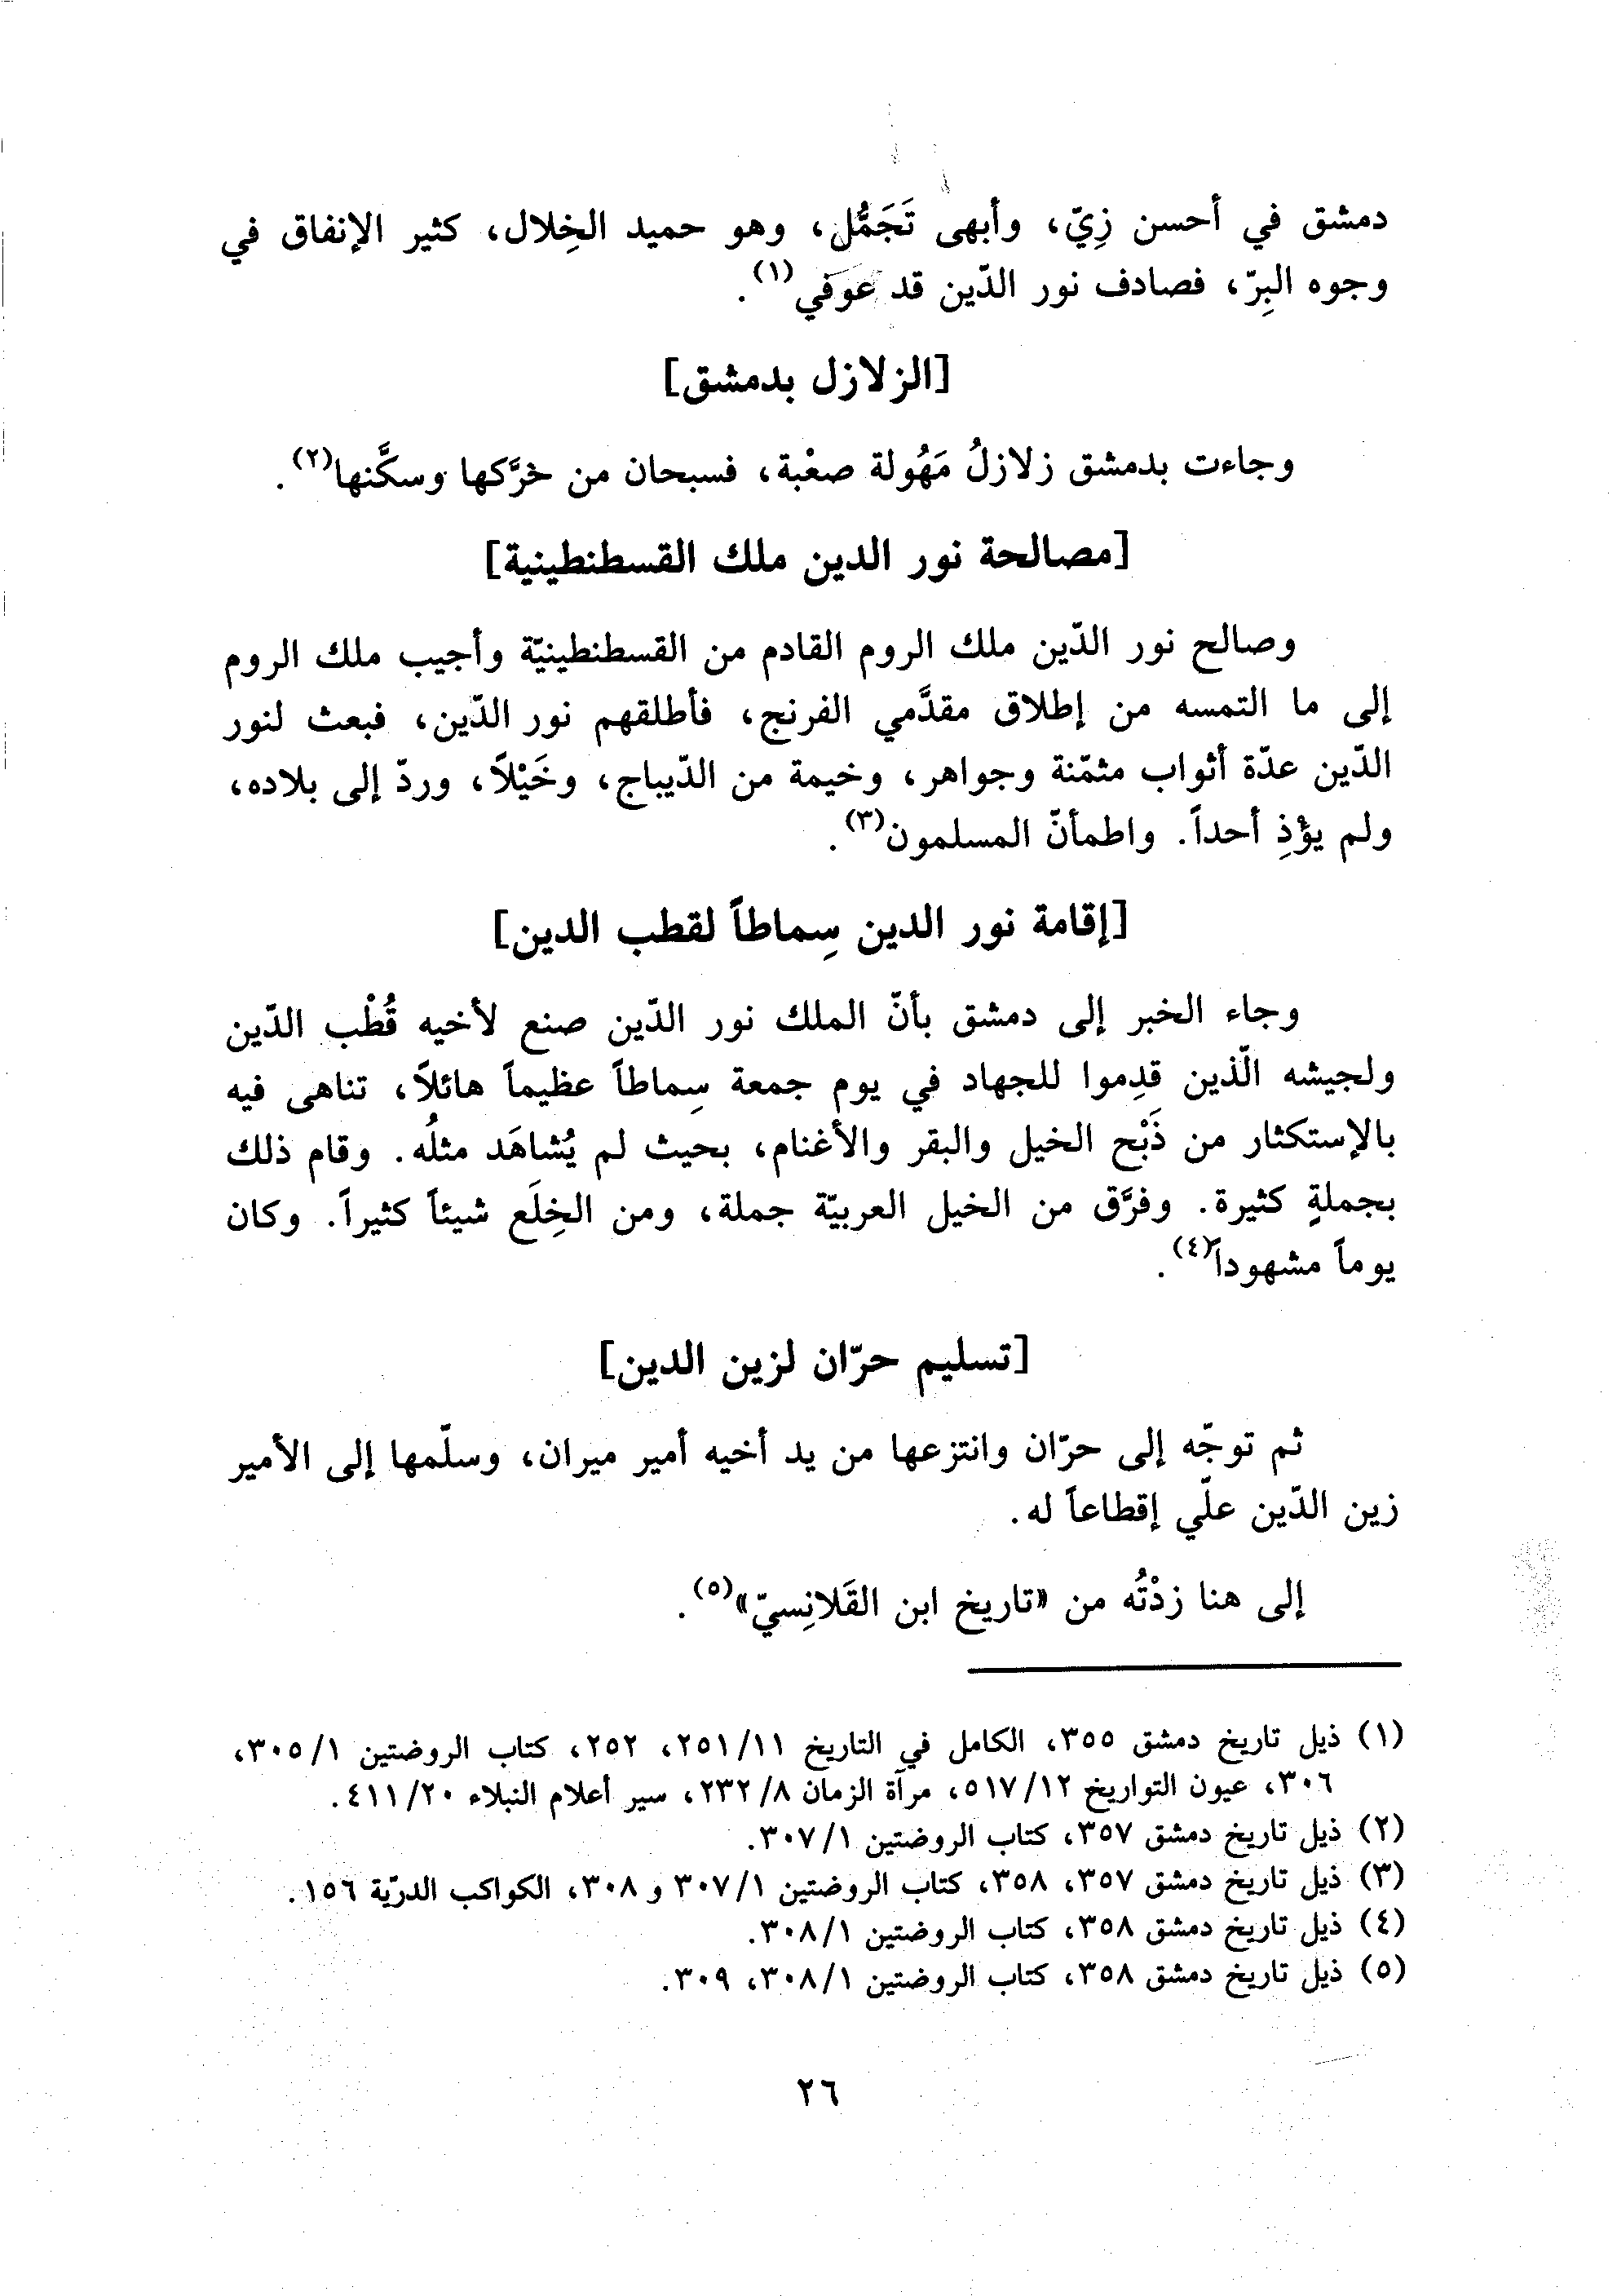 دمشق في أحسن زِيّ، وأبهى تَجَمُّل، وهو حميد الخِلال، كثير الإنفاق في
وجوه البِرّ، فصادف نور الدّين قد عوفي(١).
[الزلازل بدمشق]
وجاءت بدمشق زلازلُ مَهُولة صعْبة، فسبحان من حرَّكها وسكَّنها(٢).
[مصالحة نور الدين ملك القسطنطينية]
وصالح نور الدّين ملك الروم القادم من القسطنطينيّة وأجيب ملك الروم
إلى ما التمسه من إطلاق مقدَّمي الفرنج، فأطلقهم نور الدّين، فبعث لنور
الدّين عدّة أثواب مثمّنة وجواهر، وخيمة من الدّيباج، وخَيْلاً، وردّ إلى بلاده،
ولم يؤذِ أحداً. واطمأنّ المسلمون(٣).
[إقامة نور الدين سِماطاً لقطب الدين]
وجاء الخبر إلى دمشق بأنّ الملك نور الدّين صنع لأخيه قُطْب الدّين
ولجيشه الّذين قدِموا للجهاد في يوم جمعة سِماطاً عظيماً هائلاً، تناهى فيه
بالإستكثار من ذَبْح الخيل والبقر والأغنام، بحيث لم يُشاهَد مثلُه. وقام ذلك
بجملةٍ كثيرة. وفرَّق من الخيل العربيّة جملة، ومن الخِلَع شيئاً كثيراً. وكان
يوماً مشهوداً(٤).
[تسليم حرّان لزين الدين]
ثم توجّه إلى حرّان وانتزعها من يد أخيه أمير ميران، وسلّمها إلى الأمير
زين الدّين علّي إقطاعاً له.
إلى هنا زدْتُه من «تاريخ ابن القَلانِسيّ»(٥).
(١) ذيل تاريخ دمشق ٣٥٥، الكامل في التاريخ ٢٥١/١١، ٢٥٢، كتاب الروضتين ٣٠٥/١،
٣٠٦، عيون التواريخ ٥١٧/١٢، مرآة الزمان ٢٣٢/٨، سير أعلام النبلاء ٤١١/٢٠.
(٢) ذيل تاريخ دمشق ٣٥٧، كتاب الروضتين ٣٠٧/١.
(٣) ذيل تاريخ دمشق ٣٥٧، ٣٥٨، كتاب الروضتين ٣٠٧/١ و ٣٠٨، الكواكب الدرّية ١٥٦.
(٤) ذيل تاريخ دمشق ٣٥٨، كتاب الروضتين ٣٠٨/١.
(٥) ذيل تاريخ دمشق ٣٥٨، كتاب الروضتين ٣٠٨/١، ٣٠٩.
٢٦